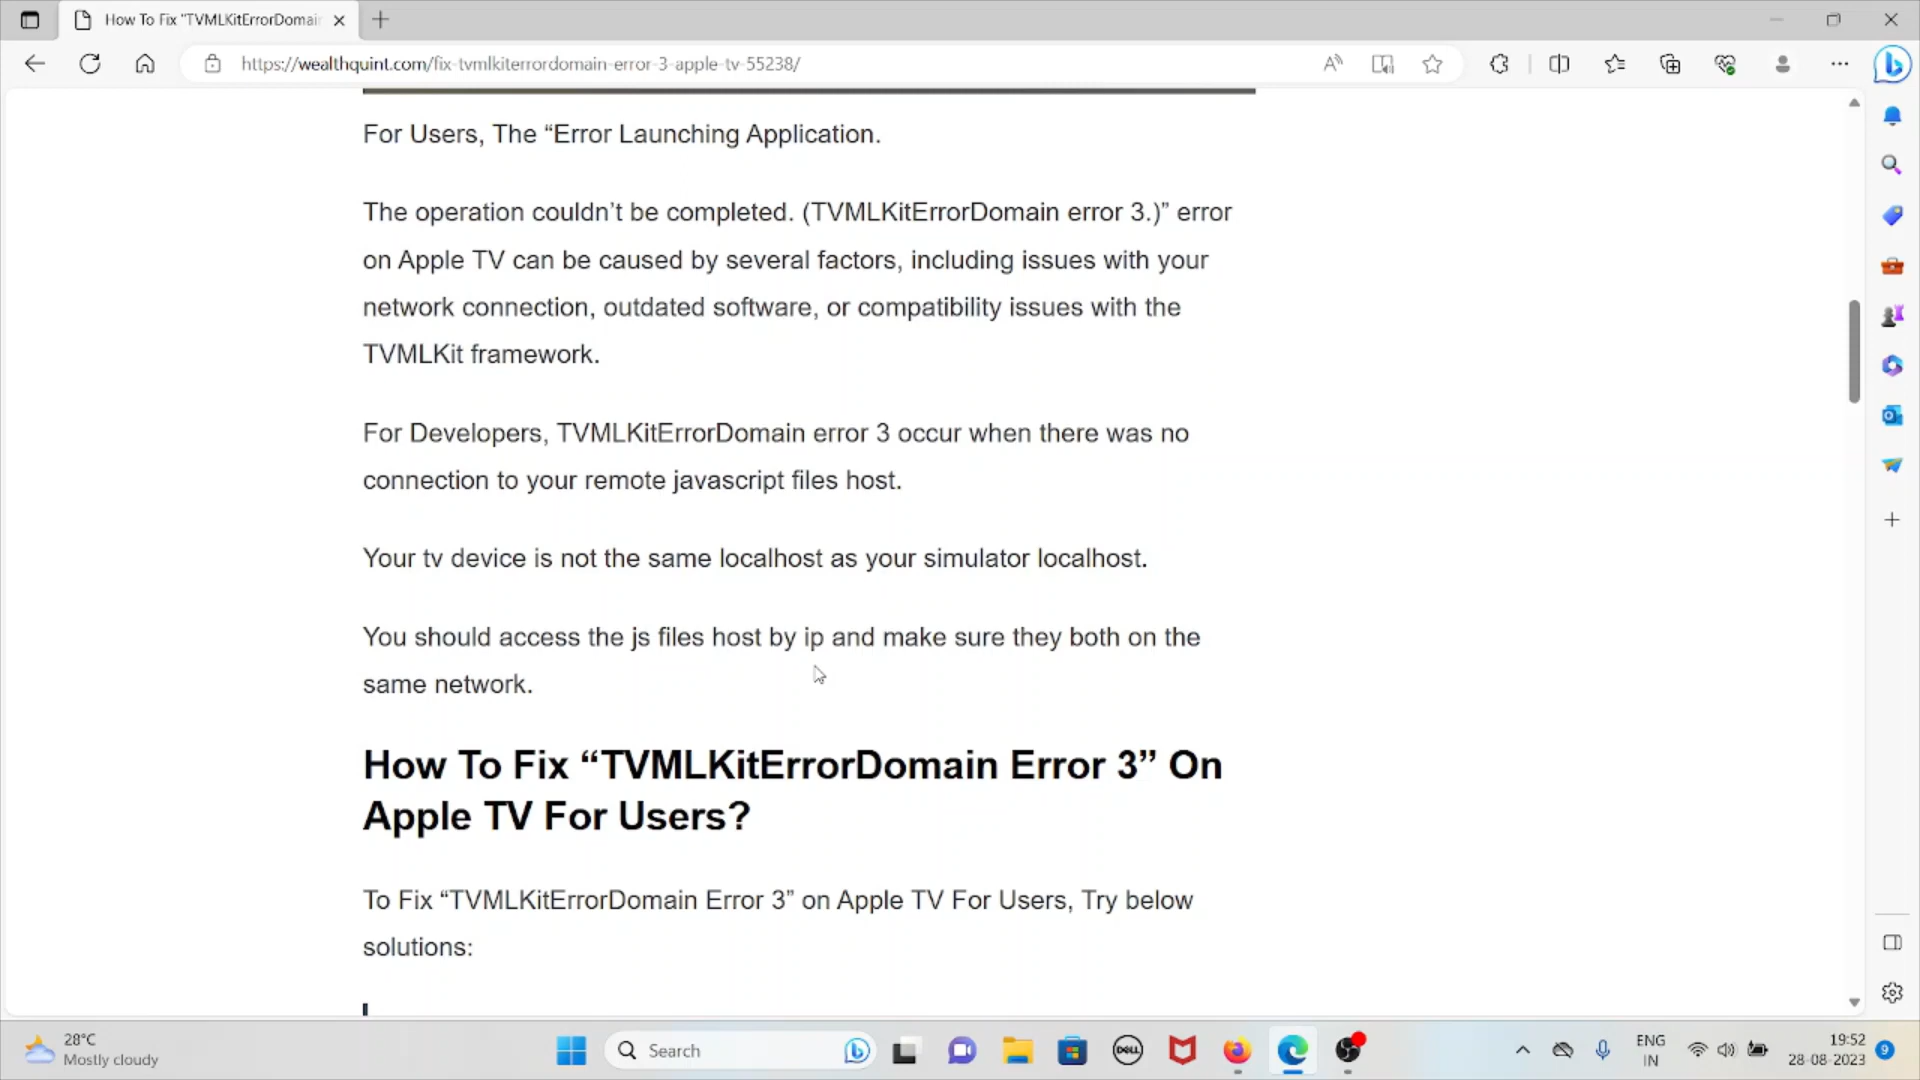 How To Fix "TVMLKitErrorDomain
https://wealthquint.com/fix-tvmlkiterrordomain-error-3-apple-tv-55238/
For Users, The “Error Launching Application.
The operation couldn’t be completed. (TVMLKitErrorDomain error 3.)” error
on Apple TV can be caused by several factors, including issues with your
network connection, outdated software, or compatibility issues with the
TVMLKit framework.
For Developers, TVMLKitErrorDomain error 3 occur when there was no
connection to your remote javascript files host.
Your tv device is not the same localhost as your simulator localhost.
You should access the js files host by ip and make sure they both on the
same network.
How To Fix “TVMLKitErrorDomain Error 3” On
Apple TV For Users?
To Fix “TVMLKitErrorDomain Error 3” on Apple TV For Users, Try below
solutions:
28°C
Mostly cloudy
Search
DELL
ENG
IN
19:52
28-08-2023
9